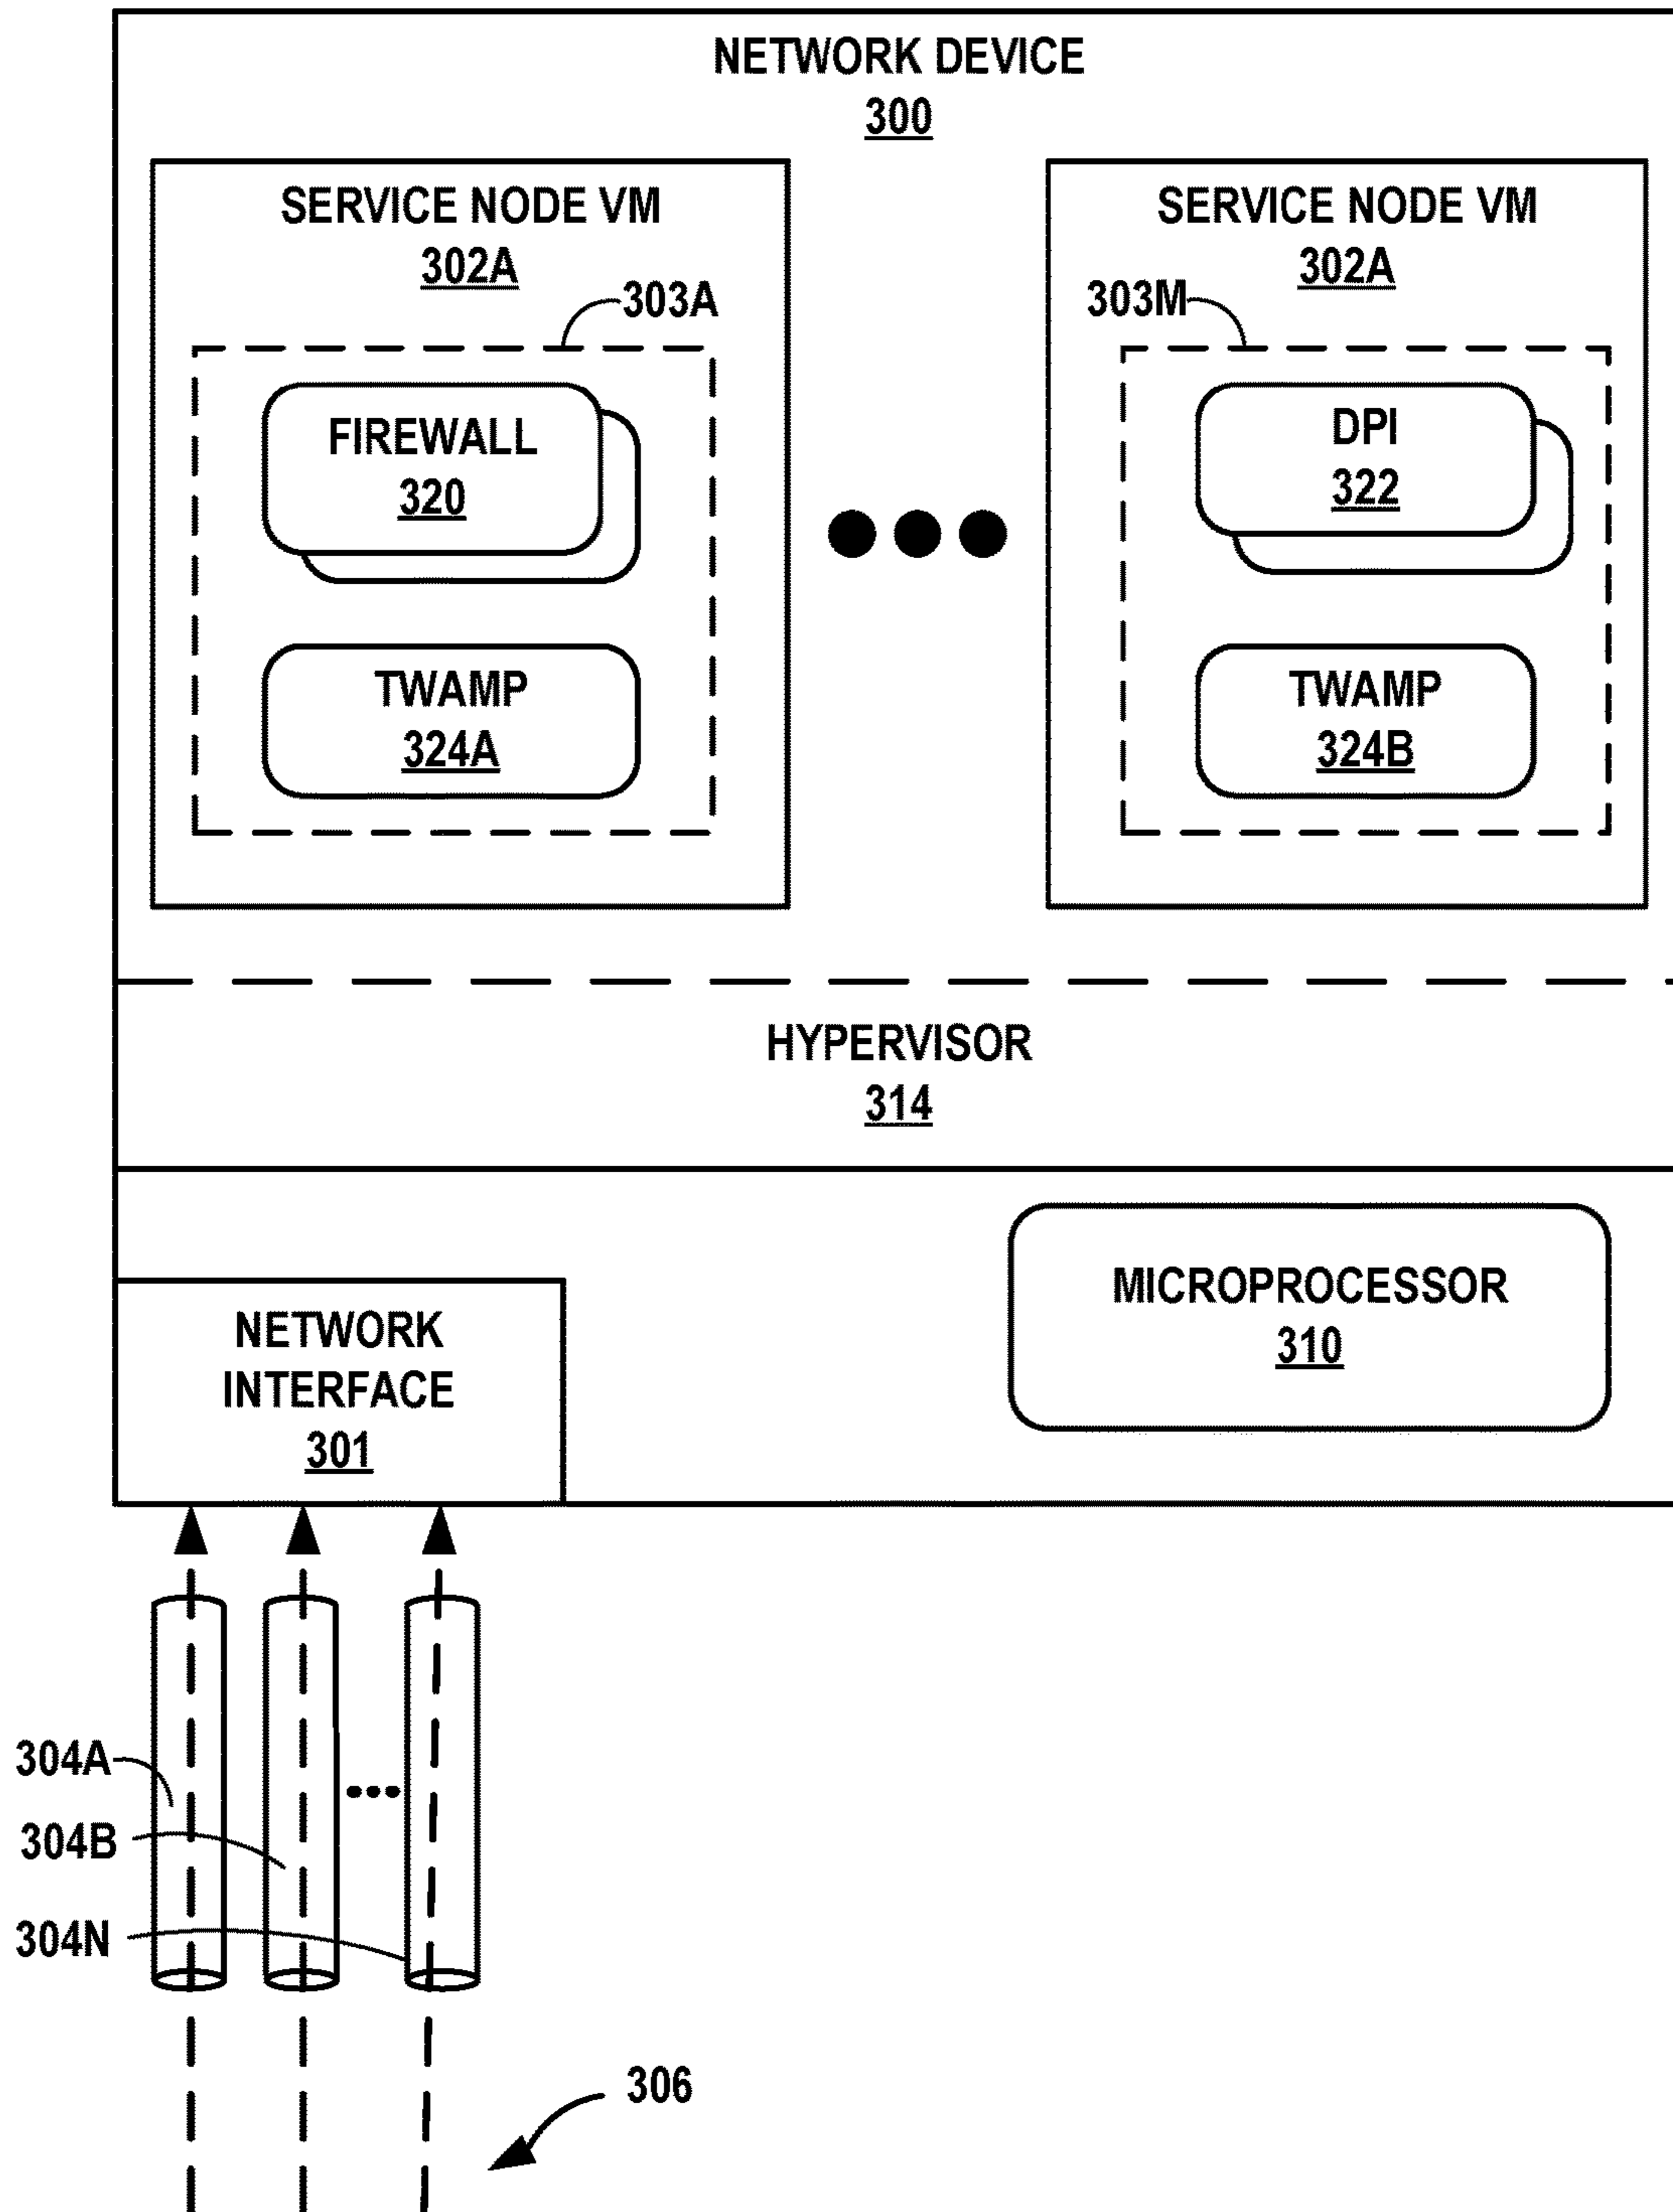 NETWORK DEVICE
300
SERVICE NODE VM
302A
303A
FIREWALL
320
TWAMP
324A
SERVICE NODE VM
302A
303M
DPI
322
TWAMP
324B
HYPERVISOR
314
MICROPROCESSOR
310
NETWORK
INTERFACE
301
304A
304B
304N
306